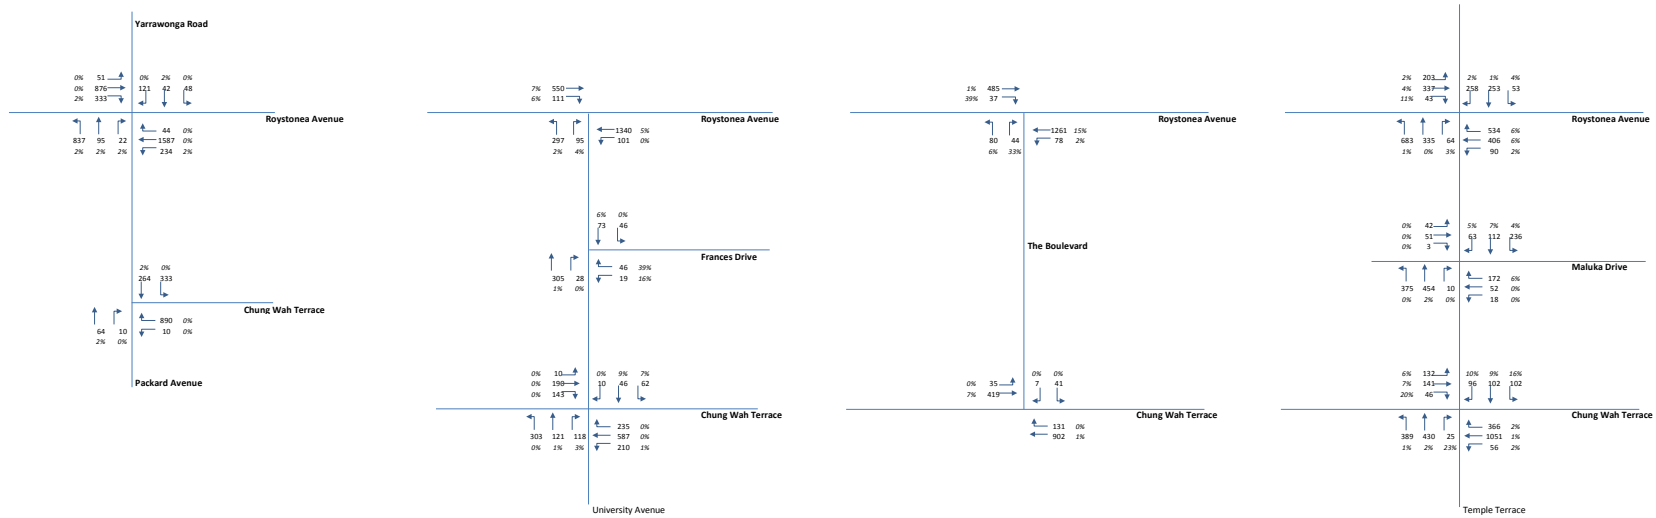 Yarrawonga Road
0% 51 0% 2% 0%
0% 876 121 42 48
2% 333
Roystonea Avenue
44 0%
837 95 22 1587 0%
2% 2% 2% 234 2%
2% 0%
264 333
Chung Wah Terrace
890 0%
64 10 10 0%
2% 0%
Packard Avenue
7% 550
6% 111
Roystonea Avenue
1340 5%
297 95 101 0%
2% 4%
6% 0%
73 46
Frances Drive
46 39%
305 28 19 16%
1% 0%
0% 10 0% 9% 7%
0% 190 10 46 62
0% 143
Chung Wah Terrace
235 0%
303 121 118 587 0%
0% 1% 3% 210 1%
University Avenue
1% 485
39% 37
Roystonea Avenue
1261 15%
80 44 78 2%
6% 33%
The Boulevard
0% 0%
0% 35 7 41
7% 419
Chung Wah Terrace
131 0%
902 1%
2% 203 2% 1% 4%
4% 337 258 253 53
11% 43
Roystonea Avenue
534 6%
683 335 64 406 6%
1% 0% 3% 90 2%
0% 42 5% 7% 4%
0% 51 63 112 236
0% 3
Maluka Drive
172 6%
375 454 10 52 0%
0% 2% 0% 18 0%
6% 132 10% 9% 16%
7% 141 96 102 102
20% 46
Chung Wah Terrace
366 2%
389 430 25 1051 1%
1% 2% 23% 56 2%
Temple Terrace